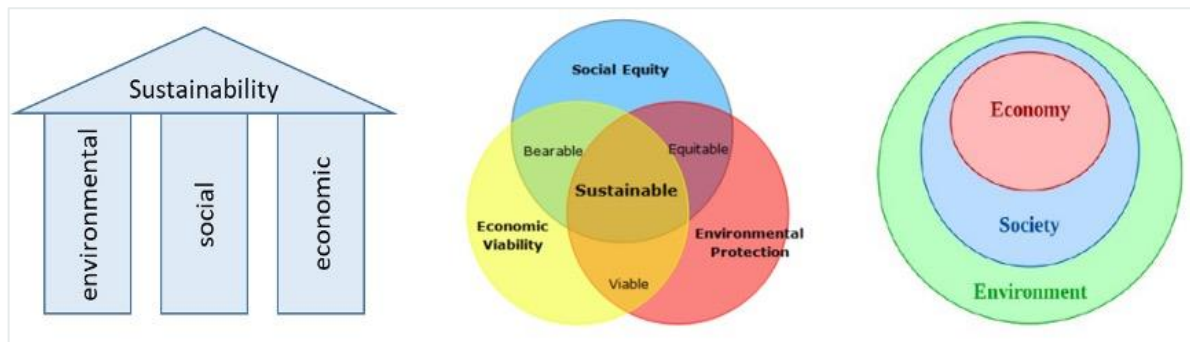 Sustainability
environmental
social
economic
Social Equity
Bearable
Equitable
Sustainable
Economic
Viability
Environmental
Protection
Viable
Economy
Society
Environment